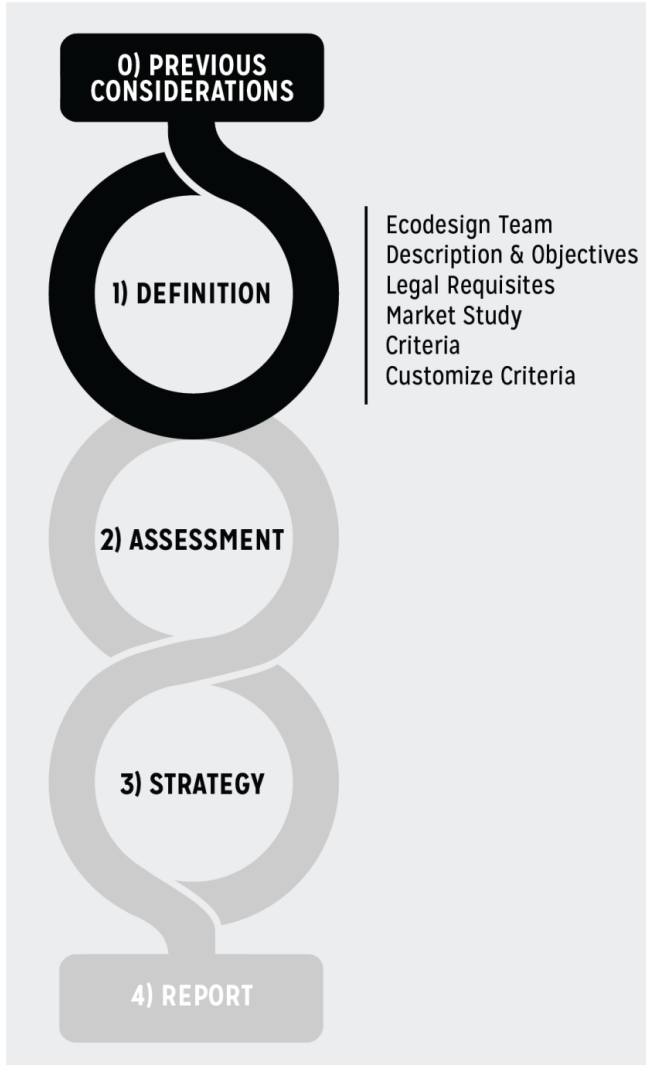 0) PREVIOUS
CONSIDERATIONS
1) DEFINITION
Ecodesign Team
Description & Objectives
Legal Requisites
Market Study
Criteria
Customize Criteria
2) ASSESSMENT
3) STRATEGY
4) REPORT